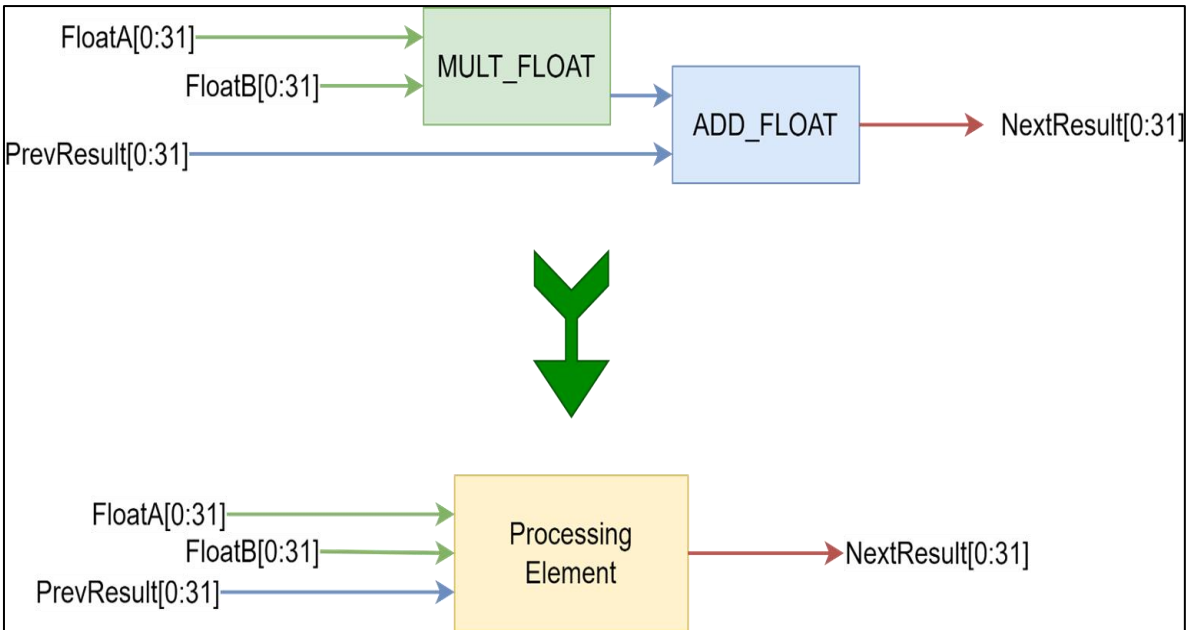 FloatA[0:31]
MULT_FLOAT
FloatB[0:31]
ADD_FLOAT
NextResult[0:31]
PrevResult[0:31]
FloatA[0:31]
FloatB[0:31]
PrevResult[0:31]
Processing
Element
NextResult[0:31]